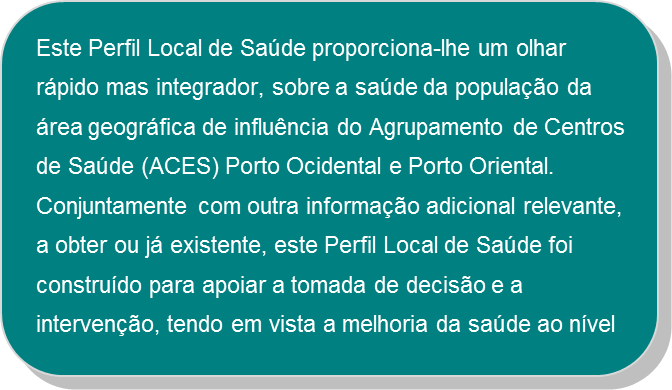 Este Perfil Local de Saúde proporciona-lhe um olhar
rápido mas integrador, sobre a saúde da população da
área geográfica de influência do Agrupamento de Centros
de Saúde (ACES) Porto Ocidental e Porto Oriental.
Conjuntamente com outra informação adicional relevante,
a obter ou já existente, este Perfil Local de Saúde foi
construído para apoiar a tomada de decisão e a
intervenção, tendo em vista a melhoria da saúde ao nível